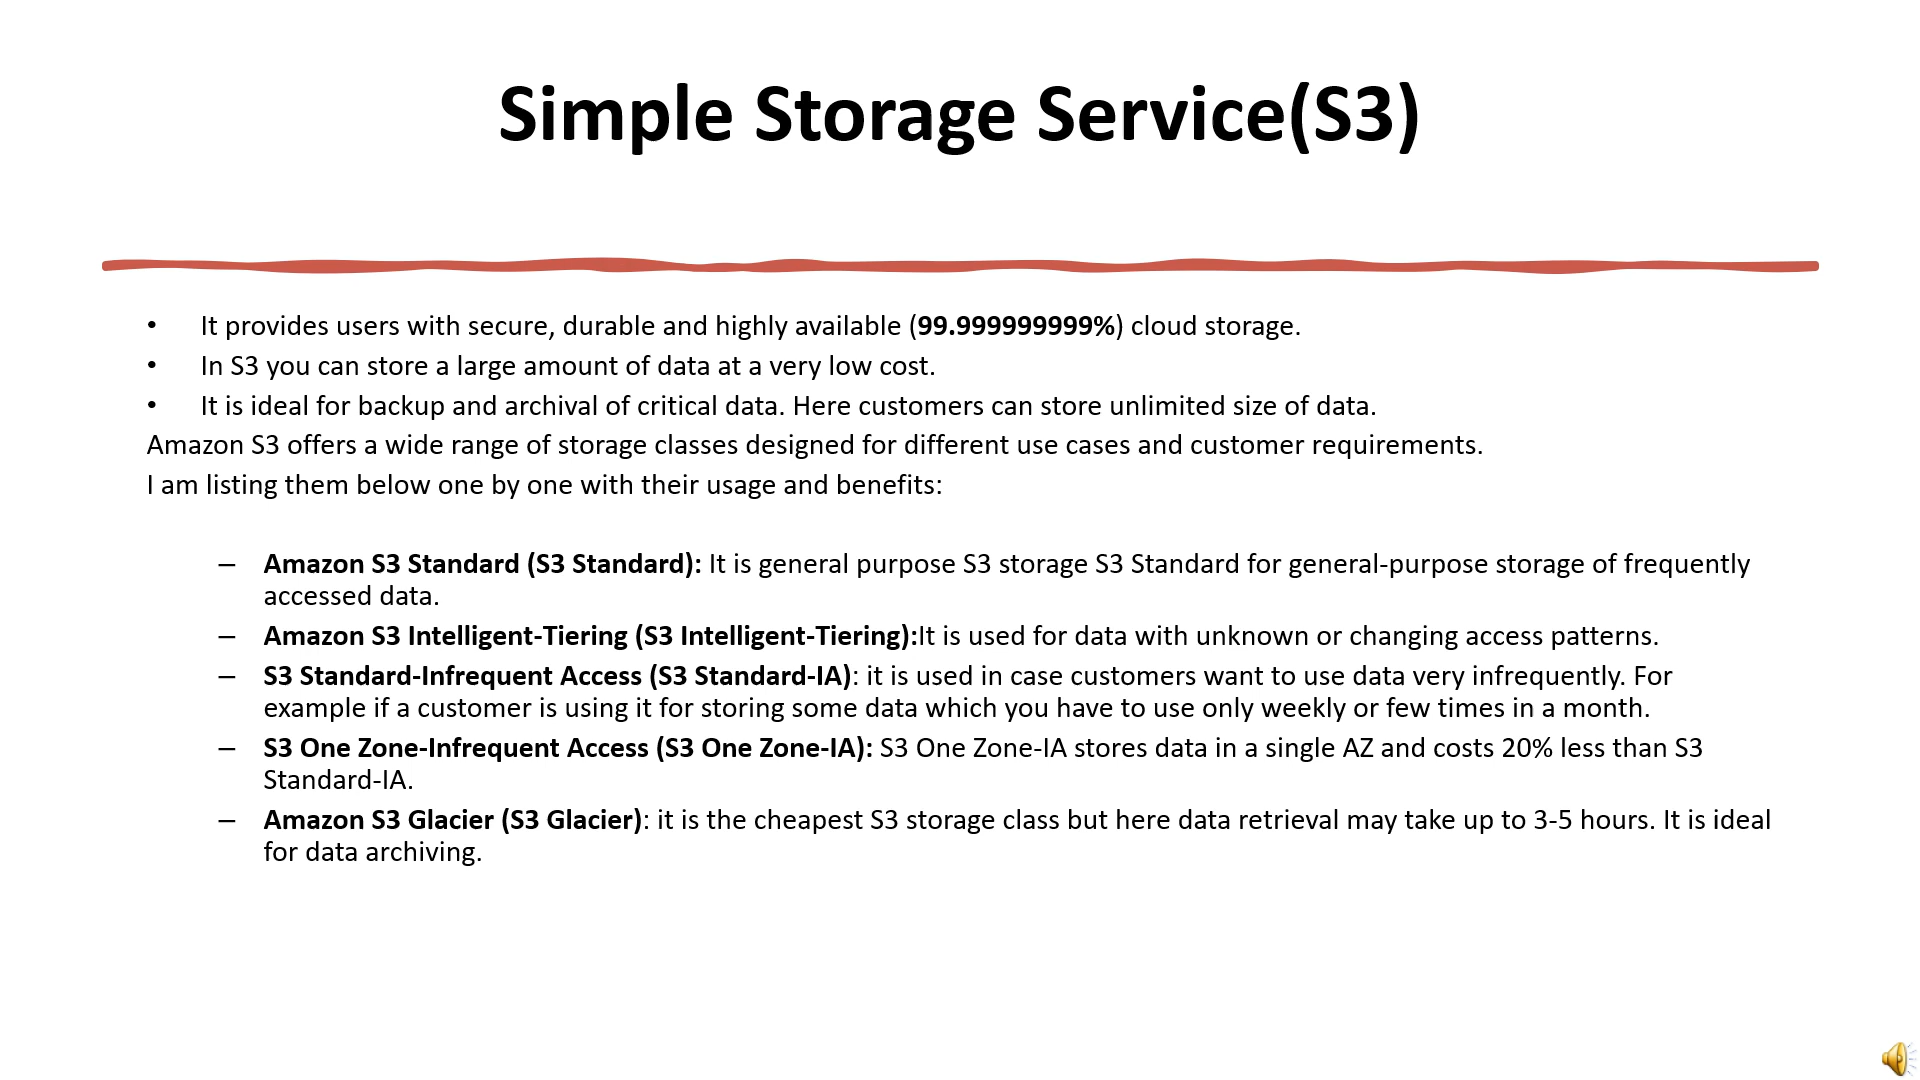 Simple Storage Service(S3)
• It provides users with secure, durable and highly available (99.999999999%) cloud storage.
• In S3 you can store a large amount of data at a very low cost.
• It is ideal for backup and archival of critical data. Here customers can store unlimited size of data.
Amazon S3 offers a wide range of storage classes designed for different use cases and customer requirements.
I am listing them below one by one with their usage and benefits:
– Amazon S3 Standard (S3 Standard): It is general purpose S3 storage S3 Standard for general-purpose storage of frequently
accessed data.
– Amazon S3 Intelligent-Tiering (S3 Intelligent-Tiering):It is used for data with unknown or changing access patterns.
– S3 Standard-Infrequent Access (S3 Standard-IA): it is used in case customers want to use data very infrequently. For
example if a customer is using it for storing some data which you have to use only weekly or few times in a month.
– S3 One Zone-Infrequent Access (S3 One Zone-IA): S3 One Zone-IA stores data in a single AZ and costs 20% less than S3
Standard-IA.
– Amazon S3 Glacier (S3 Glacier): it is the cheapest S3 storage class but here data retrieval may take up to 3-5 hours. It is ideal
for data archiving.